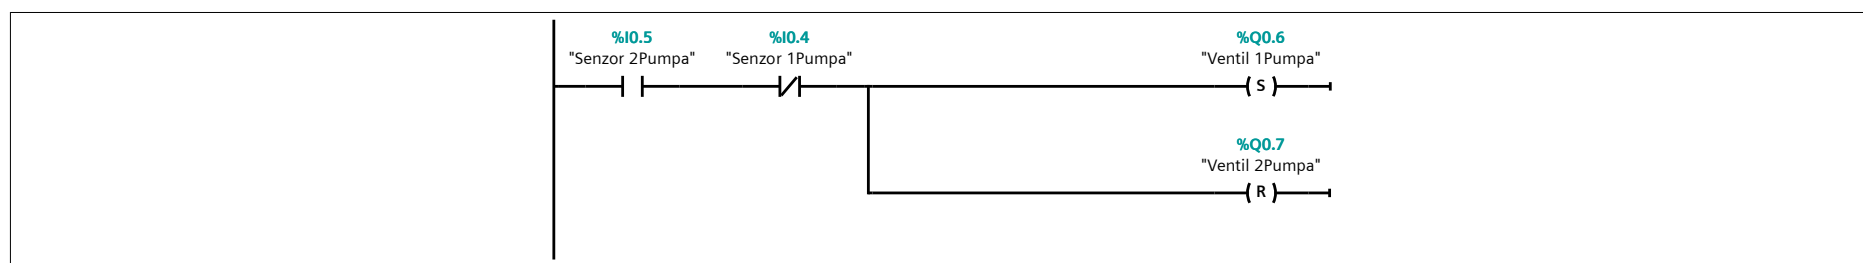 %I0.5
%I0.4
%Q0.6
"Senzor 2Pumpa"
"Senzor 1Pumpa"
"Ventil 1Pumpa"
S
%Q0.7
"Ventil 2Pumpa"
R